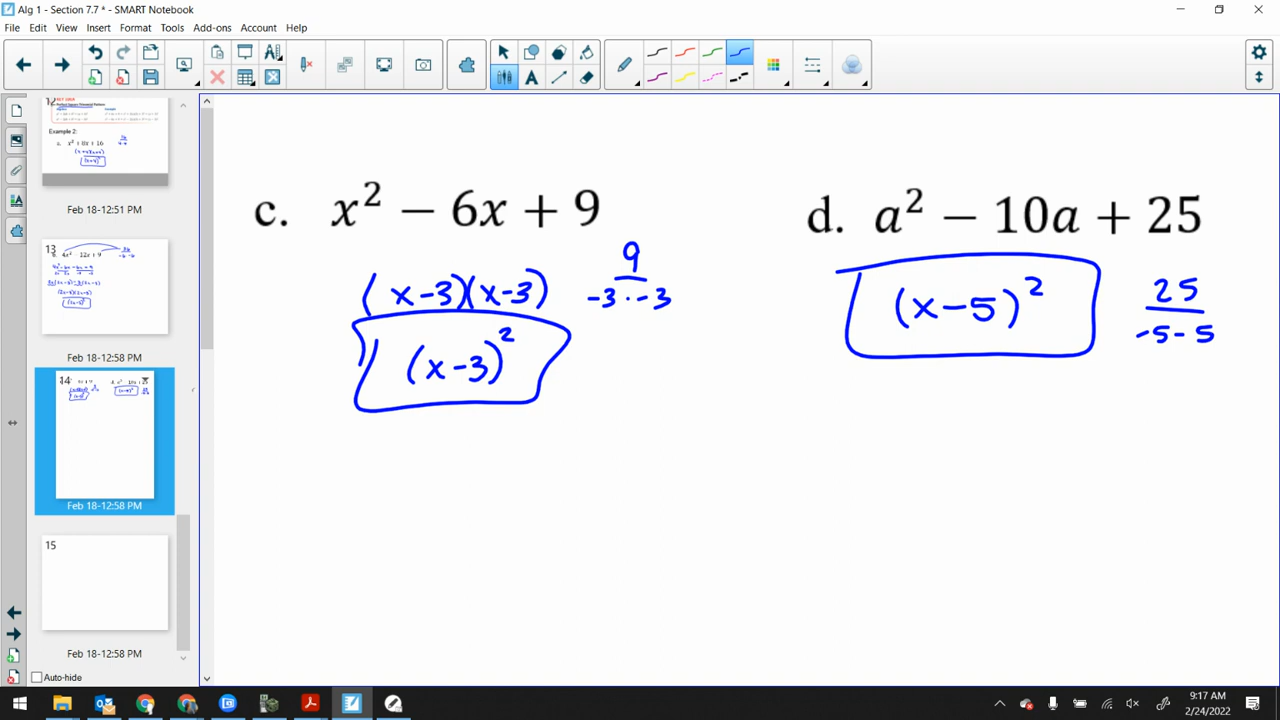 Alg 1 - Section 7.7 * - SMART Notebook
File Edit View Insert Format Tools Add-ons Account Help
Example 2:
Feb 18-12:51 PM
13
Feb 18-12:58 PM
14
Feb 18-12:58 PM
15
Feb 18-12:58 PM
Auto-hide
c. x² − 6x + 9
9
(x-3)(x-3) -3 · -3
(x-3)²
d. a² − 10a + 25
25
(x-5)² -5 - 5
9:17 AM
2/24/2022